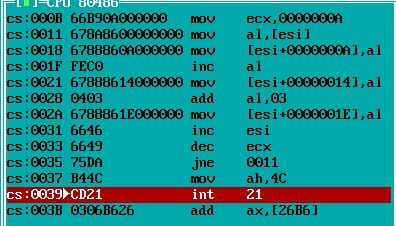 [■]=CPU 80486
cs:000B 66B90A000000 mov ecx,0000000A
cs:0011 678A8600000000 mov al,[esi]
cs:0018 6788860A000000 mov [esi+0000000A],al
cs:001F FEC0 inc al
cs:0021 67888614000000 mov [esi+00000014],al
cs:0028 0403 add al,03
cs:002A 6788861E000000 mov [esi+0000001E],al
cs:0031 6646 inc esi
cs:0033 6649 dec ecx
cs:0035 75DA jne 0011
cs:0037 B44C mov ah,4C
cs:0039►CD21 int 21
cs:003B 0306B626 add ax,[26B6]